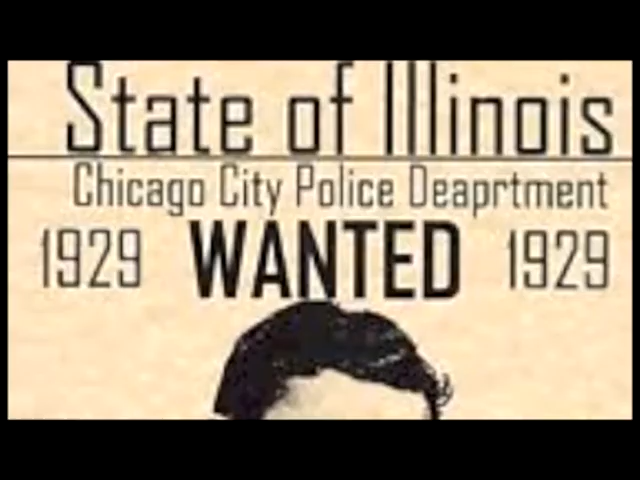 State of Illinois
Chicago City Police Deaprtment
1929 WANTED 1929